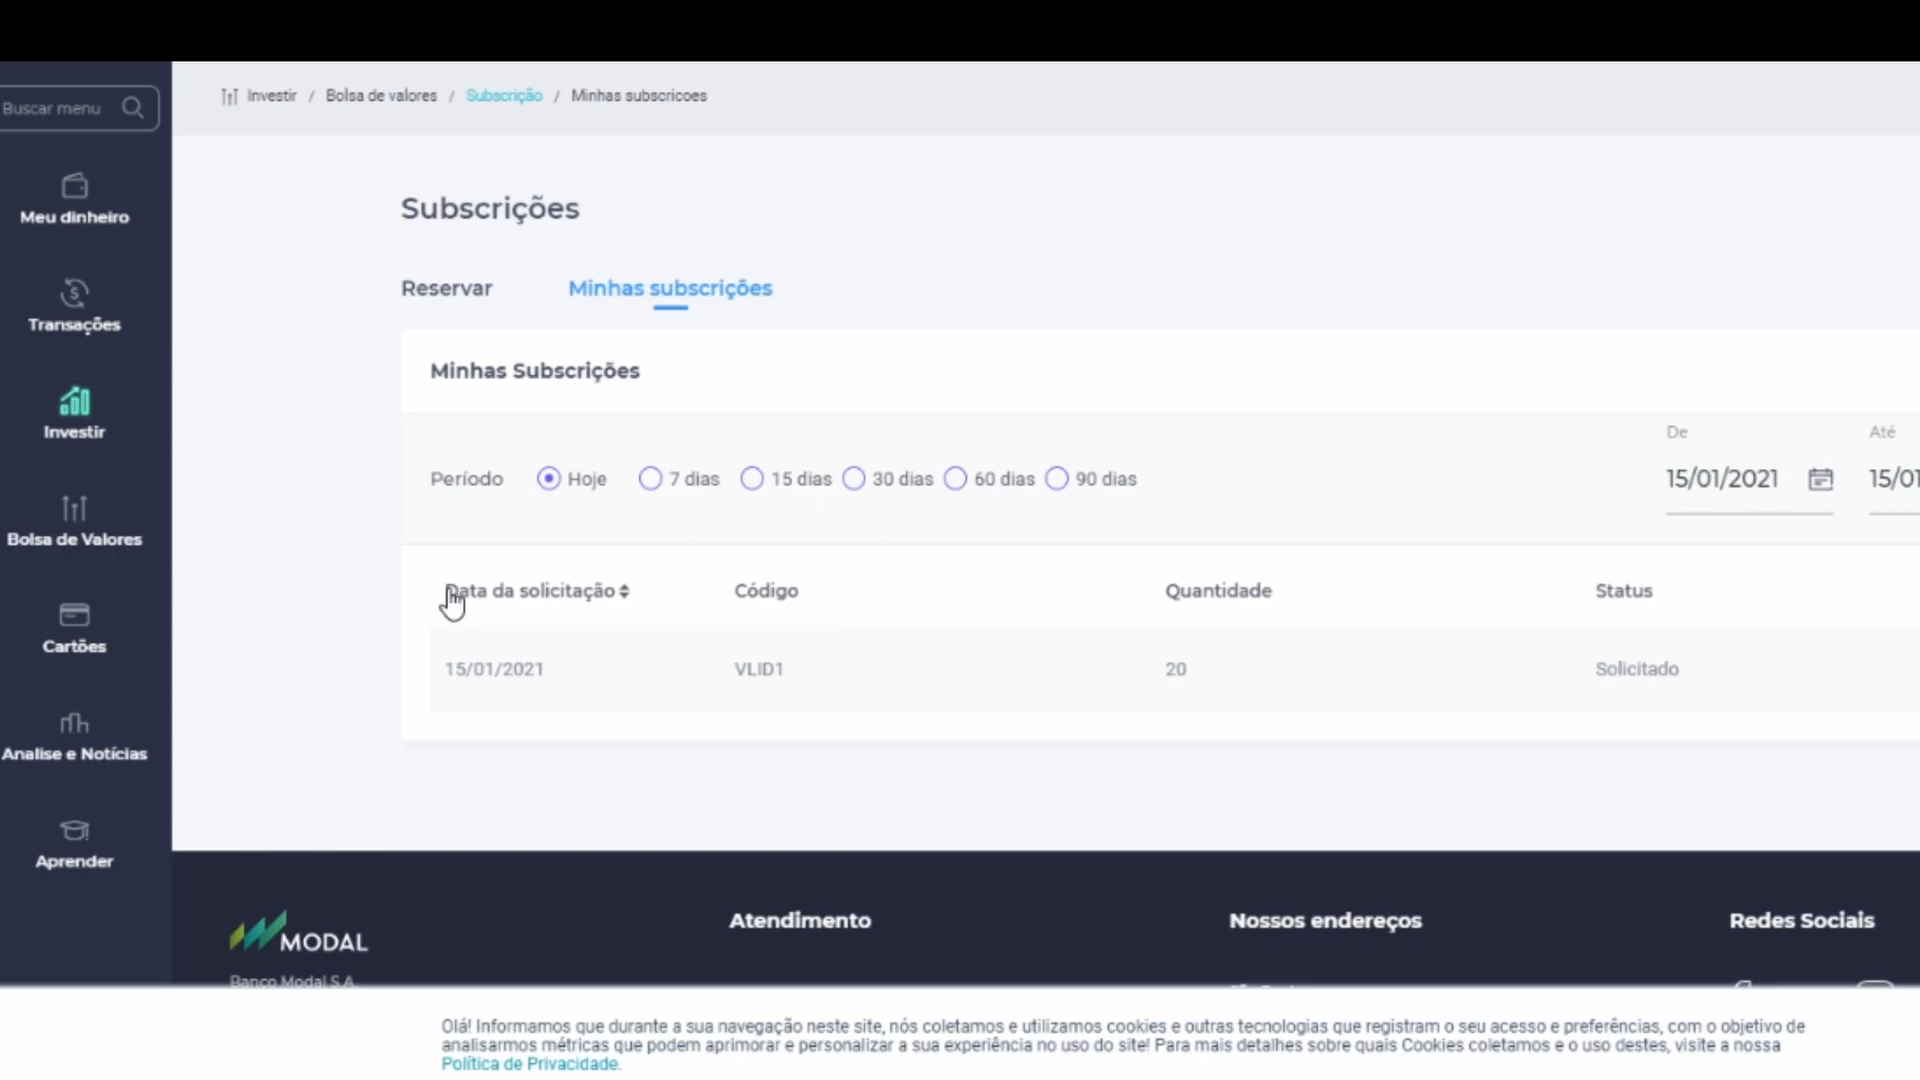 Buscar menu
Investir / Bolsa de valores / Subscrição / Minhas subscricoes
Meu dinheiro
Transações
Investir
Bolsa de Valores
Cartões
Analise e Notícias
Aprender
Subscrições
Reservar Minhas subscrições
Minhas Subscrições
De Até
Período Hoje 7 dias 15 dias 30 dias 60 dias 90 dias 15/01/2021 15/01
Data da solicitação Código Quantidade Status
15/01/2021 VLID1 20 Solicitado
MODAL
Atendimento Nossos endereços Redes Sociais
Banco Modal S.A.
Olá! Informamos que durante a sua navegação neste site, nós coletamos e utilizamos cookies e outras tecnologias que registram o seu acesso e preferências, com o objetivo de
analisarmos métricas que podem aprimorar e personalizar a sua experiência no uso do site! Para mais detalhes sobre quais Cookies coletamos e o uso destes, visite a nossa
Política de Privacidade.